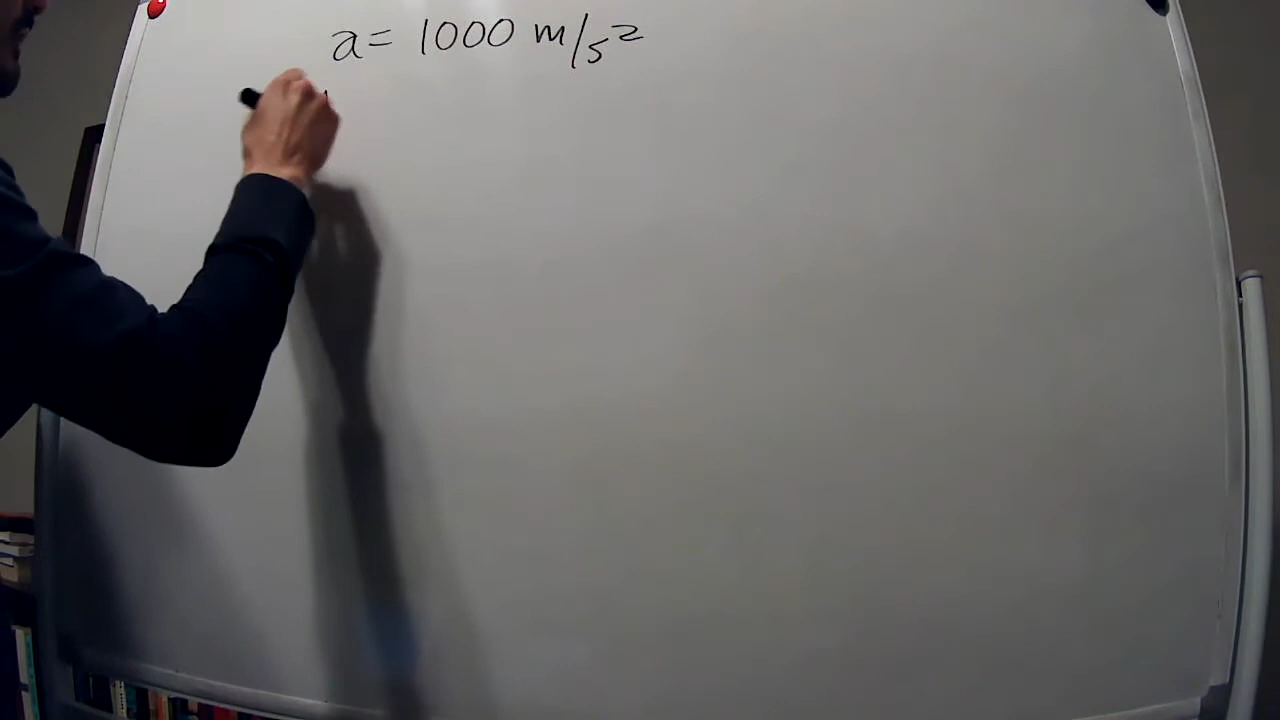 a = 1000 m/s²